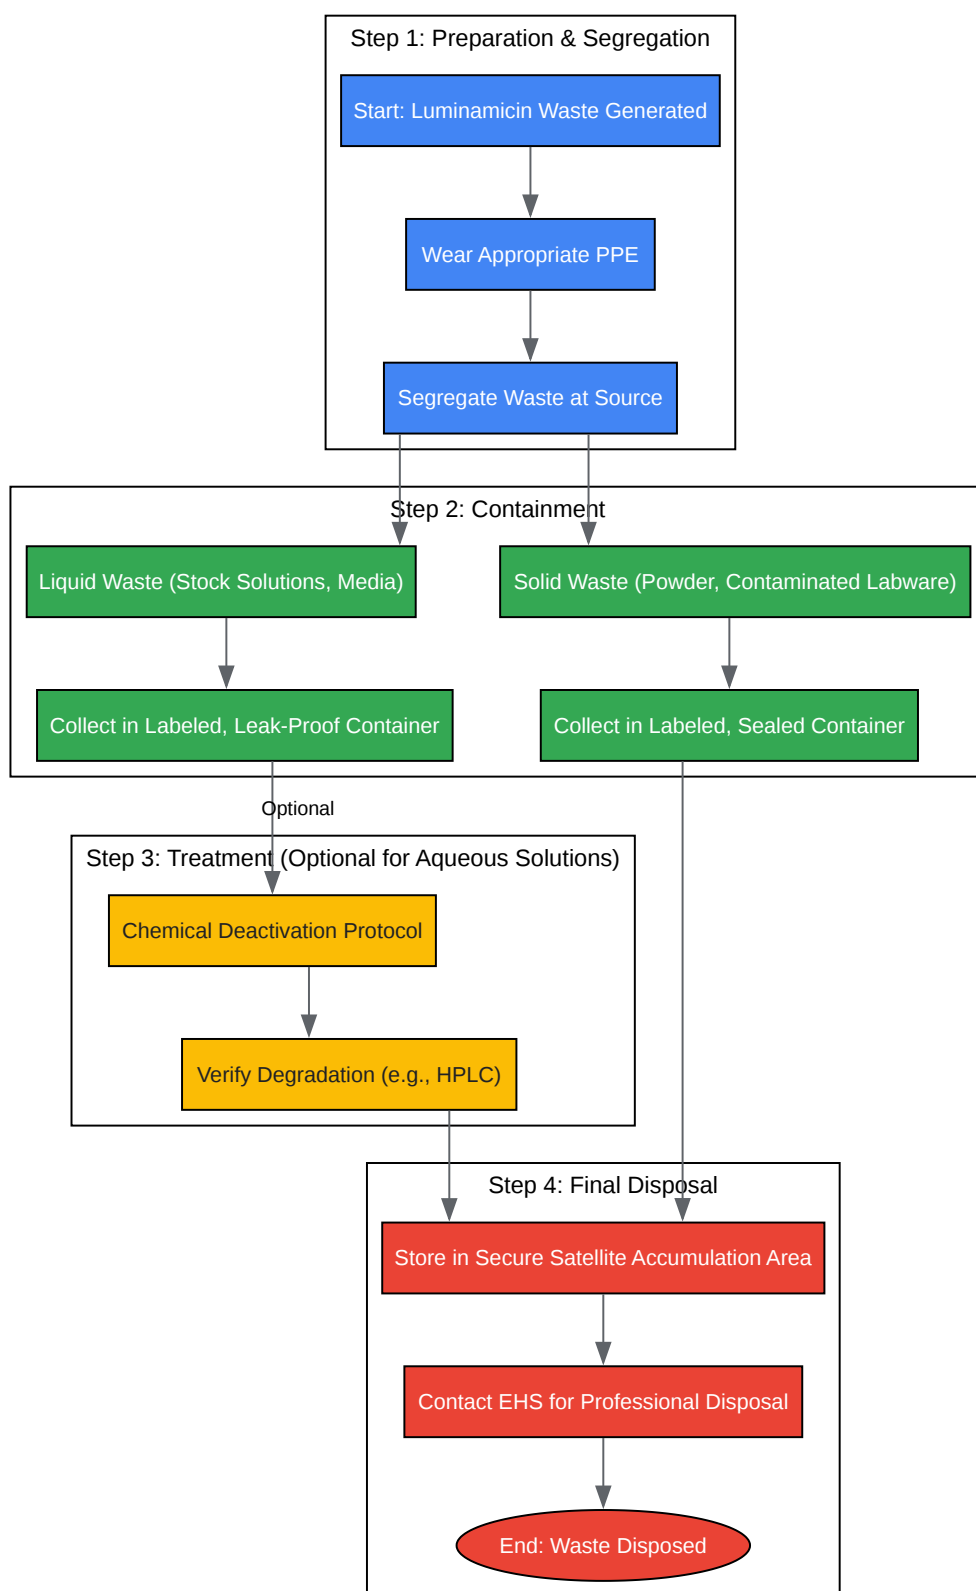 Step 1: Preparation & Segregation
Start: Luminamicin Waste Generated
Wear Appropriate PPE
Segregate Waste at Source
Step 2: Containment
Liquid Waste (Stock Solutions, Media)
Solid Waste (Powder, Contaminated Labware)
Collect in Labeled, Leak-Proof Container
Collect in Labeled, Sealed Container
Optional
Step 3: Treatment (Optional for Aqueous Solutions)
Chemical Deactivation Protocol
Verify Degradation (e.g., HPLC)
Step 4: Final Disposal
Store in Secure Satellite Accumulation Area
Contact EHS for Professional Disposal
End: Waste Disposed